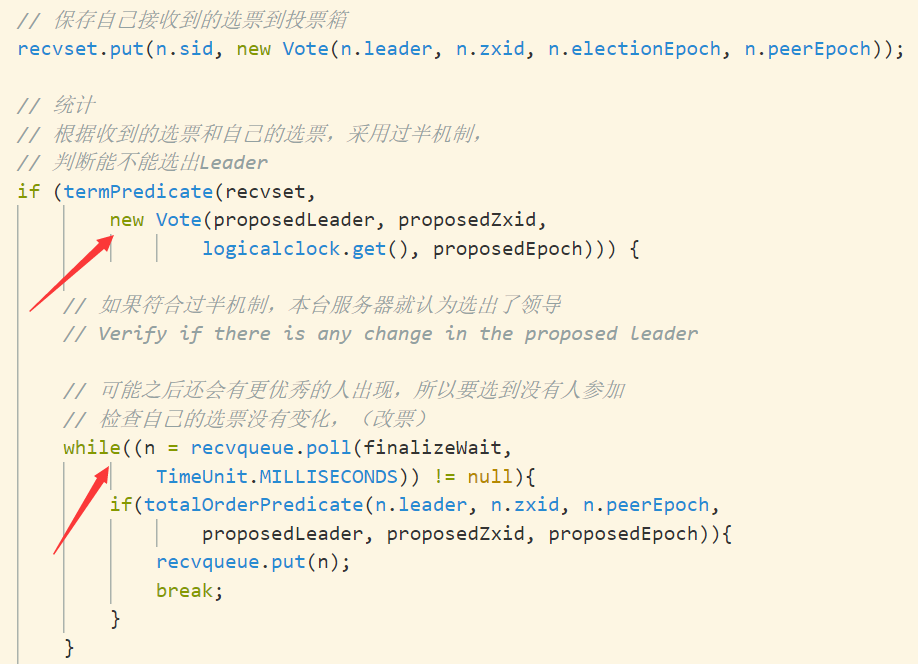 // 保存自己接收到的选票到投票箱
recvset.put(n.sid, new Vote(n.leader, n.zxid, n.electionEpoch, n.peerEpoch));
// 统计
// 根据收到的选票和自己的选票，采用过半机制，
// 判断能不能选出Leader
if (termPredicate(recvset,
new Vote(proposedLeader, proposedZxid,
logicalclock.get(), proposedEpoch))) {
// 如果符合过半机制，本台服务器就认为选出了领导
// Verify if there is any change in the proposed leader
// 可能之后还会有更优秀的人出现，所以要选到没有人参加
// 检查自己的选票没有变化，（改票）
while((n = recvqueue.poll(finalizeWait,
TimeUnit.MILLISECONDS)) != null){
if(totalOrderPredicate(n.leader, n.zxid, n.peerEpoch,
proposedLeader, proposedZxid, proposedEpoch)){
recvqueue.put(n);
break;
}
}